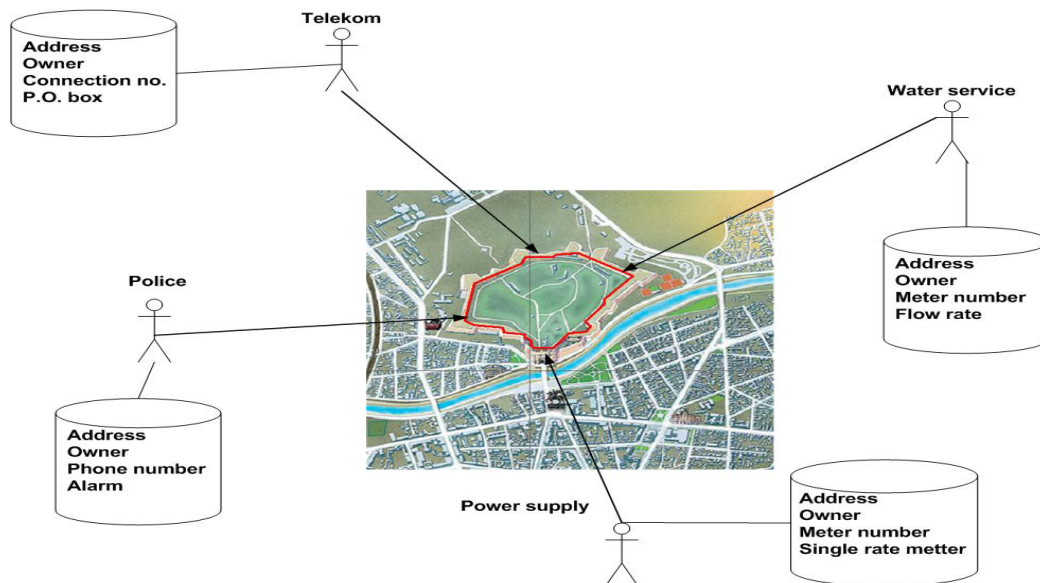 Telekom
Address
Owner
Connection no.
P.O. box
Water service
Address
Owner
Meter number
Flow rate
Police
Address
Owner
Phone number
Alarm
Power supply
Address
Owner
Meter number
Single rate metter